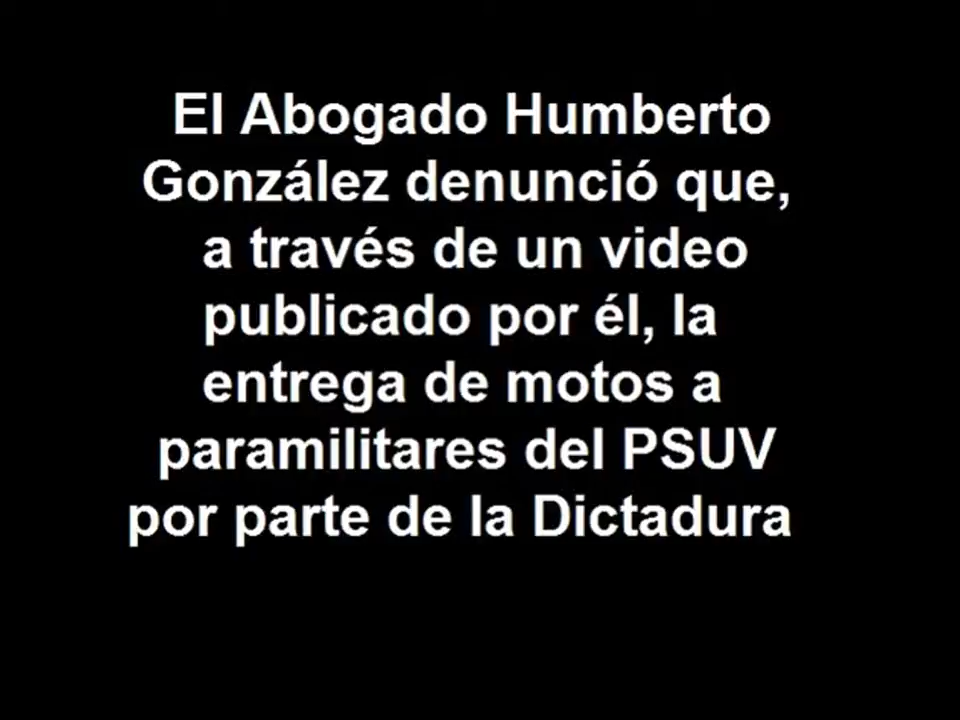 El Abogado Humberto
González denunció que,
a través de un video
publicado por él, la
entrega de motos a
paramilitares del PSUV
por parte de la Dictadura